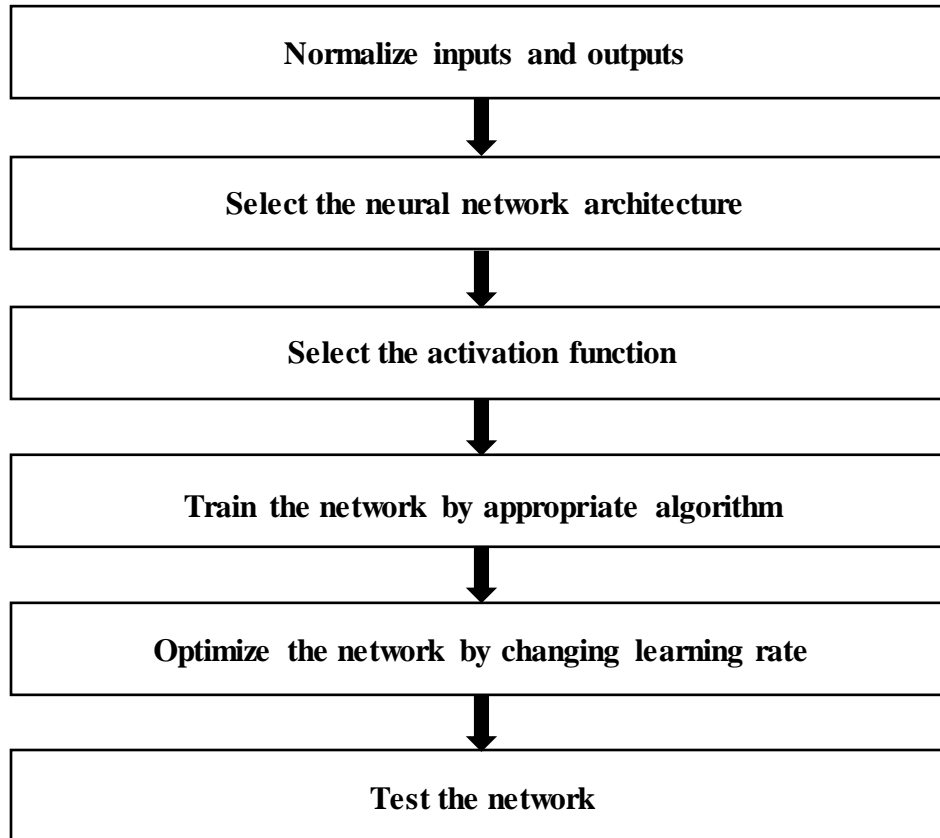 Normalize inputs and outputs
Select the neural network architecture
Select the activation function
Train the network by appropriate algorithm
Optimize the network by changing learning rate
Test the network